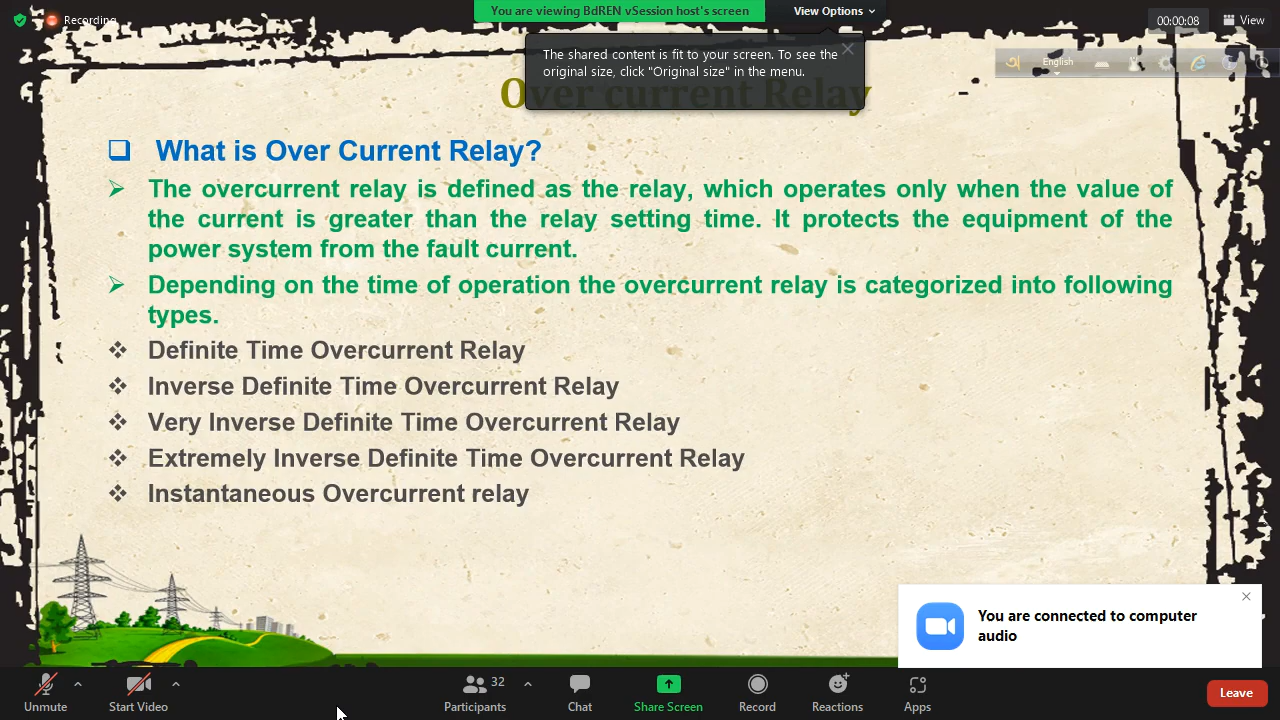 Recording
You are viewing BdREN vSession host's screen
View Options
00:00:08
View
The shared content is fit to your screen. To see the
original size, click "Original size" in the menu.
English
Over current Relay
What is Over Current Relay?
The overcurrent relay is defined as the relay, which operates only when the value of
the current is greater than the relay setting time. It protects the equipment of the
power system from the fault current.
Depending on the time of operation the overcurrent relay is categorized into following
types.
Definite Time Overcurrent Relay
Inverse Definite Time Overcurrent Relay
Very Inverse Definite Time Overcurrent Relay
Extremely Inverse Definite Time Overcurrent Relay
Instantaneous Overcurrent relay
You are connected to computer
audio
Unmute
Start Video
32
Participants
Chat
Share Screen
Record
Reactions
Apps
Leave